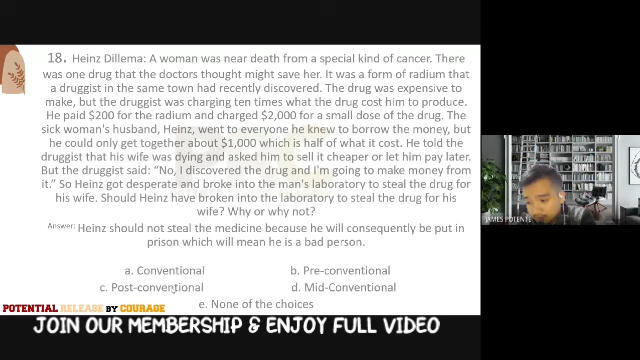 18. Heinz Dillema: A woman was near death from a special kind of cancer. There
was one drug that the doctors thought might save her. It was a form of radium that
a druggist in the same town had recently discovered. The drug was expensive to
make, but the druggist was charging ten times what the drug cost him to produce.
He paid $200 for the radium and charged $2,000 for a small dose of the drug. The
sick woman's husband, Heinz, went to everyone he knew to borrow the money, but
he could only get together about $1,000 which is half of what it cost. He told the
druggist that his wife was dying and asked him to sell it cheaper or let him pay later.
But the druggist said: "No, I discovered the drug and I'm going to make money from
it." So Heinz got desperate and broke into the man's laboratory to steal the drug for
his wife. Should Heinz have broken into the laboratory to steal the drug for his
wife? Why or why not?
Answer: Heinz should not steal the medicine because he will consequently be put in
prison which will mean he is a bad person.
a. Conventional b. Pre-conventional
c. Post-conventional d. Mid-Conventional
e. None of the choices
JAMES POTENTE
POTENTIAL RELEASE BY COURAGE
JOIN OUR MEMBERSHIP & ENJOY FULL VIDEO